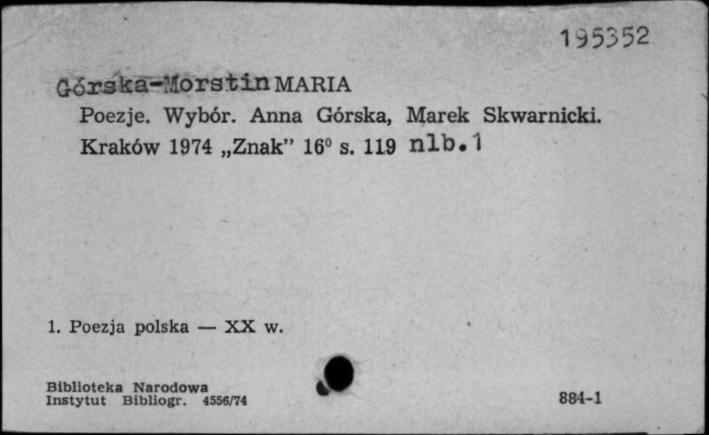 195352
Górska-Morstin MARIA
Poezje. Wybór. Anna Górska, Marek Skwarnicki.
Kraków 1974 „Znak” 16⁰ s. 119 nlb.1
1. Poezja polska — XX w.
Biblioteka Narodowa
Instytut Bibliogr. 4556/74
884-1